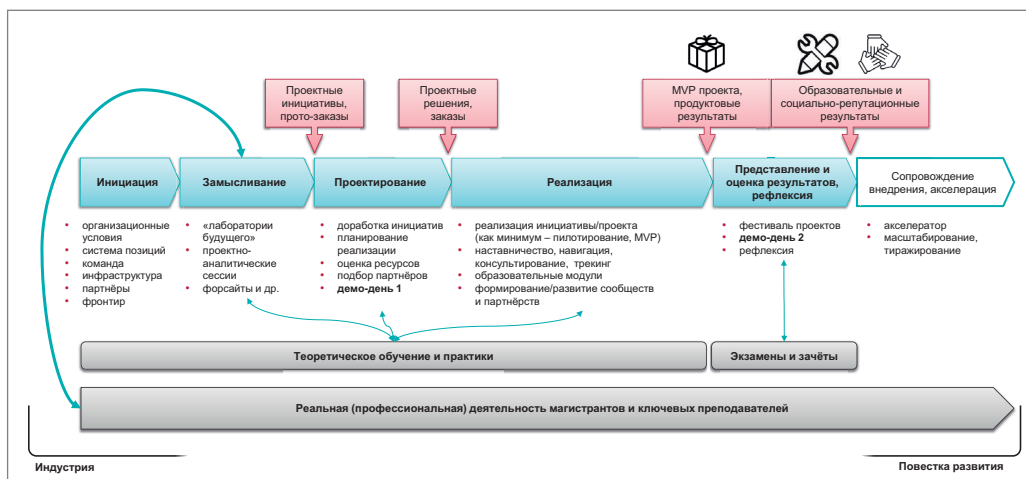 Проектные
инициативы,
прото-заказы
Проектные
решения,
заказы
MVP проекта,
продуктовые
результаты
Образовательные и
социально-репутационные
результаты
Инициация
Замысливание
Проектирование
Реализация
Представление и
оценка результатов,
рефлексия
Сопровождение
внедрения, акселерация
• организационные
условия
• система позиций
• команда
• инфраструктура
• партнёры
• фронтир
• «лаборатории
будущего»
• проектно-
аналитические
сессии
• форсайты и др.
• доработка инициатив
• планирование
реализации
• оценка ресурсов
• подбор партнёров
• демо-день 1
• реализация инициативы/проекта
(как минимум – пилотирование, MVP)
• наставничество, навигация,
консультирование, трекинг
• образовательные модули
• формирование/развитие сообществ
и партнёрств
• фестиваль проектов
• демо-день 2
• рефлексия
• акселератор
• масштабирование,
тиражирование
Теоретическое обучение и практики
Экзамены и зачёты
Реальная (профессиональная) деятельность магистрантов и ключевых преподавателей
Индустрия
Повестка развития